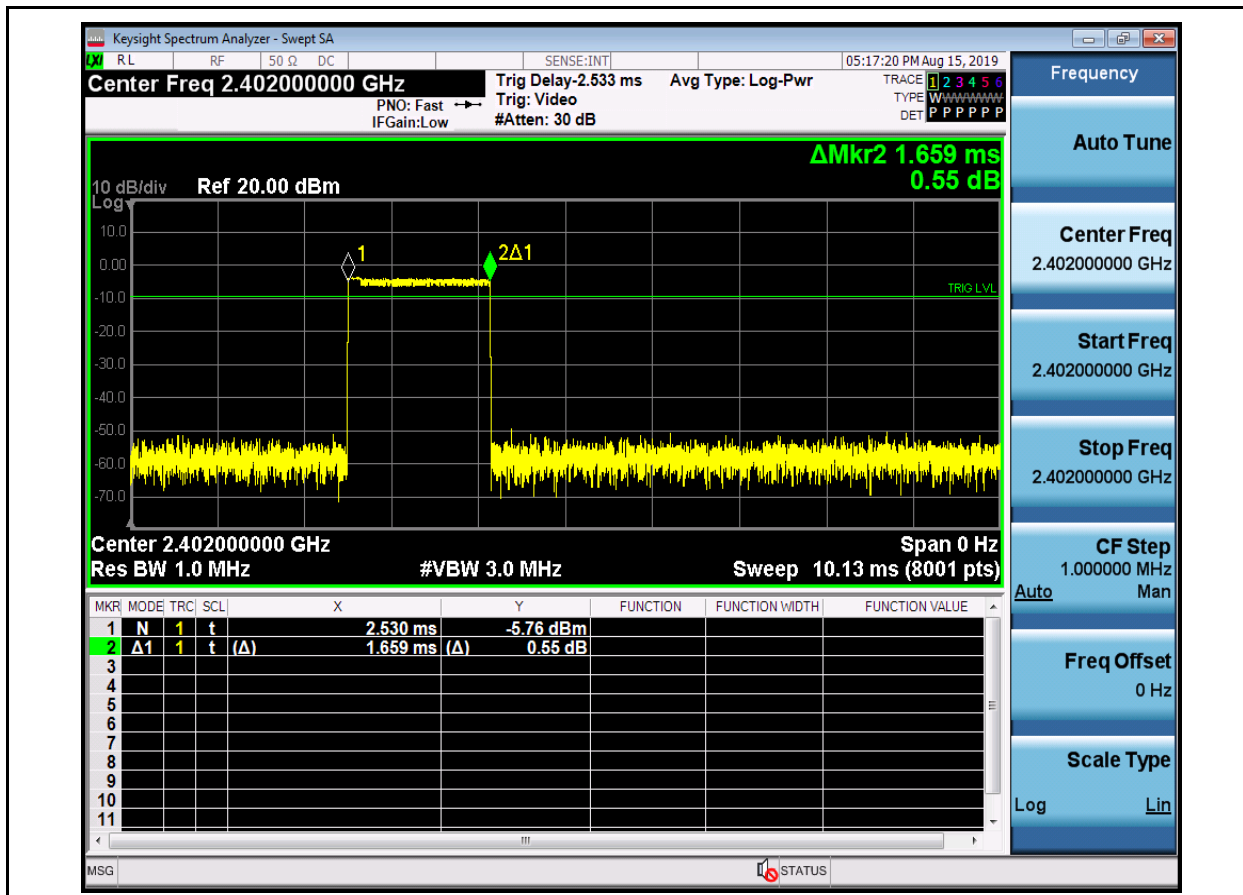 Keysight Spectrum Analyzer - Swept SA
LXI RL RF 50 Ω DC SENSE:INT 05:17:20 PM Aug 15, 2019
Center Freq 2.402000000 GHz
PNO: Fast
IFGain:Low
Trig Delay-2.533 ms
Trig: Video
#Atten: 30 dB
Avg Type: Log-Pwr
TRACE 1 2 3 4 5 6
TYPE WWWWWW
DET P P P P P P
ΔMkr2 1.659 ms
0.55 dB
10 dB/div Ref 20.00 dBm
Log
10.0
0.00
-10.0
-20.0
-30.0
-40.0
-50.0
-60.0
-70.0
1
2Δ1
TRIG LVL
Center 2.402000000 GHz Span 0 Hz
Res BW 1.0 MHz #VBW 3.0 MHz Sweep 10.13 ms (8001 pts)
MKR MODE TRC SCL X Y FUNCTION FUNCTION WIDTH FUNCTION VALUE
1 N 1 t 2.530 ms -5.76 dBm
2 Δ1 1 t (Δ) 1.659 ms (Δ) 0.55 dB
3
4
5
6
7
8
9
10
11
MSG STATUS
Frequency
Auto Tune
Center Freq
2.402000000 GHz
Start Freq
2.402000000 GHz
Stop Freq
2.402000000 GHz
CF Step
1.000000 MHz
Auto Man
Freq Offset
0 Hz
Scale Type
Log Lin